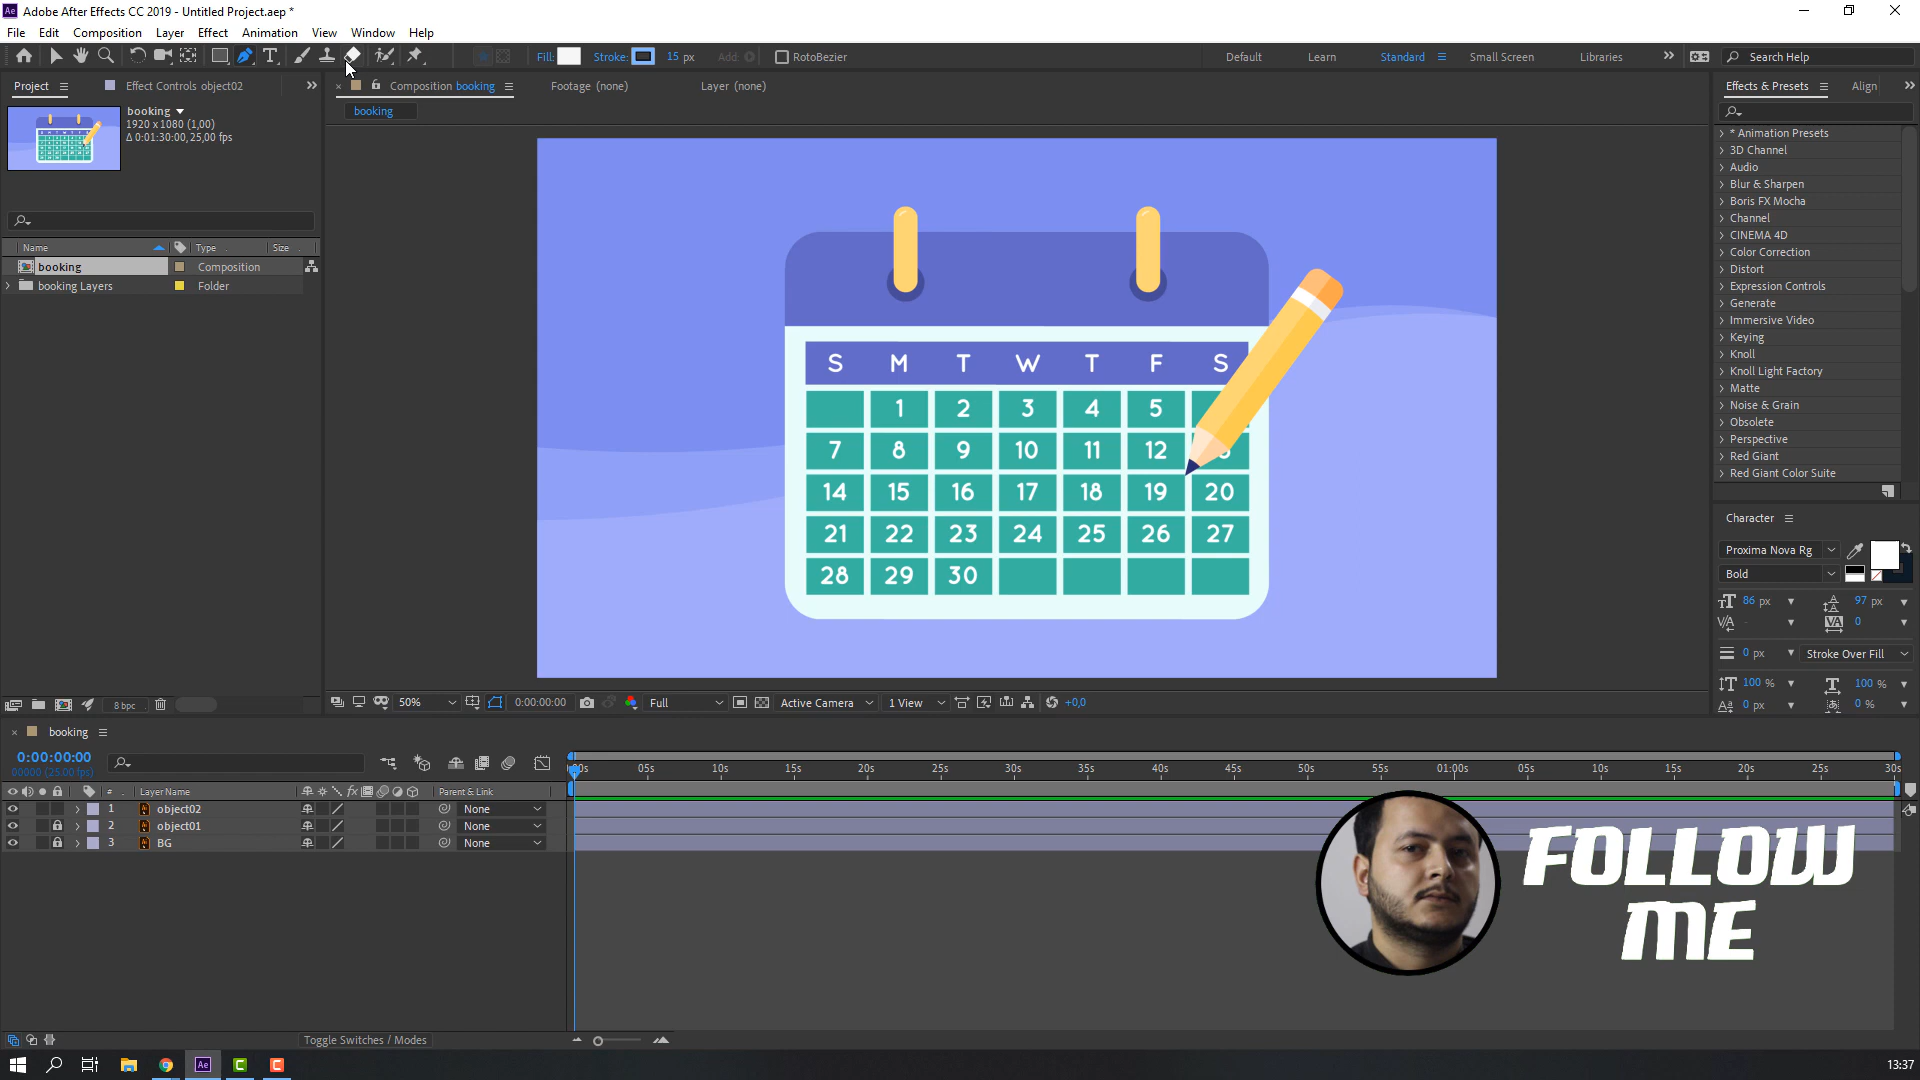 Adobe After Effects CC 2019 - Untitled Project.aep *
File Edit Composition Layer Effect Animation View Window Help
Fill: Stroke: 15 px Add: RotoBezier Default Learn Standard Small Screen Libraries Search Help
Project Effect Controls object02
booking
1920 x 1080 (1,00)
Δ 0:01:30:00, 25,00 fps
Name Type Size
booking Composition
booking Layers Folder
8 bpc
Composition booking Footage (none) Layer (none)
booking
S M T W T F S
1 2 3 4 5
7 8 9 10 11 12
14 15 16 17 18 19 20
21 22 23 24 25 26 27
28 29 30
50% 0:00:00:00 Full Active Camera 1 View +0,0
Effects & Presets Align
* Animation Presets
3D Channel
Audio
Blur & Sharpen
Boris FX Mocha
Channel
CINEMA 4D
Color Correction
Distort
Expression Controls
Generate
Immersive Video
Keying
Knoll
Knoll Light Factory
Matte
Noise & Grain
Obsolete
Perspective
Red Giant
Red Giant Color Suite
Character
Proxima Nova Rg
Bold
86 px 97 px
0
0 px Stroke Over Fill
100 % 100 %
0 px 0 %
booking
0:00:00:00
00000 (25.00 fps)
05s 10s 15s 20s 25s 30s 35s 40s 45s 50s 55s 01:00s 05s 10s 15s 20s 25s 30s
# Layer Name Parent & Link
1 object02 None
2 object01 None
3 BG None
FOLLOW
ME
Toggle Switches / Modes
13:37